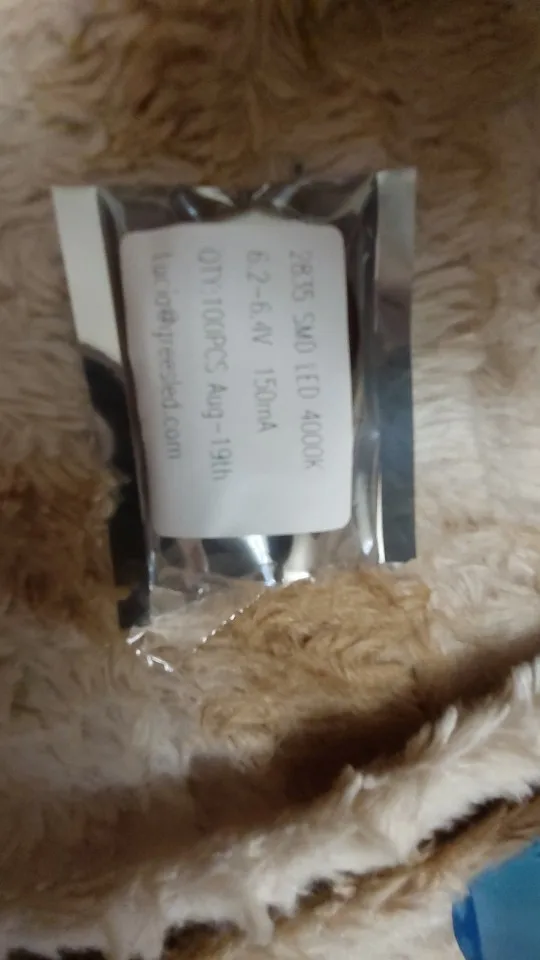 2835 SMD LED 4000K
6.2-6.4V 150mA
QTY:100PCS Aug-19th